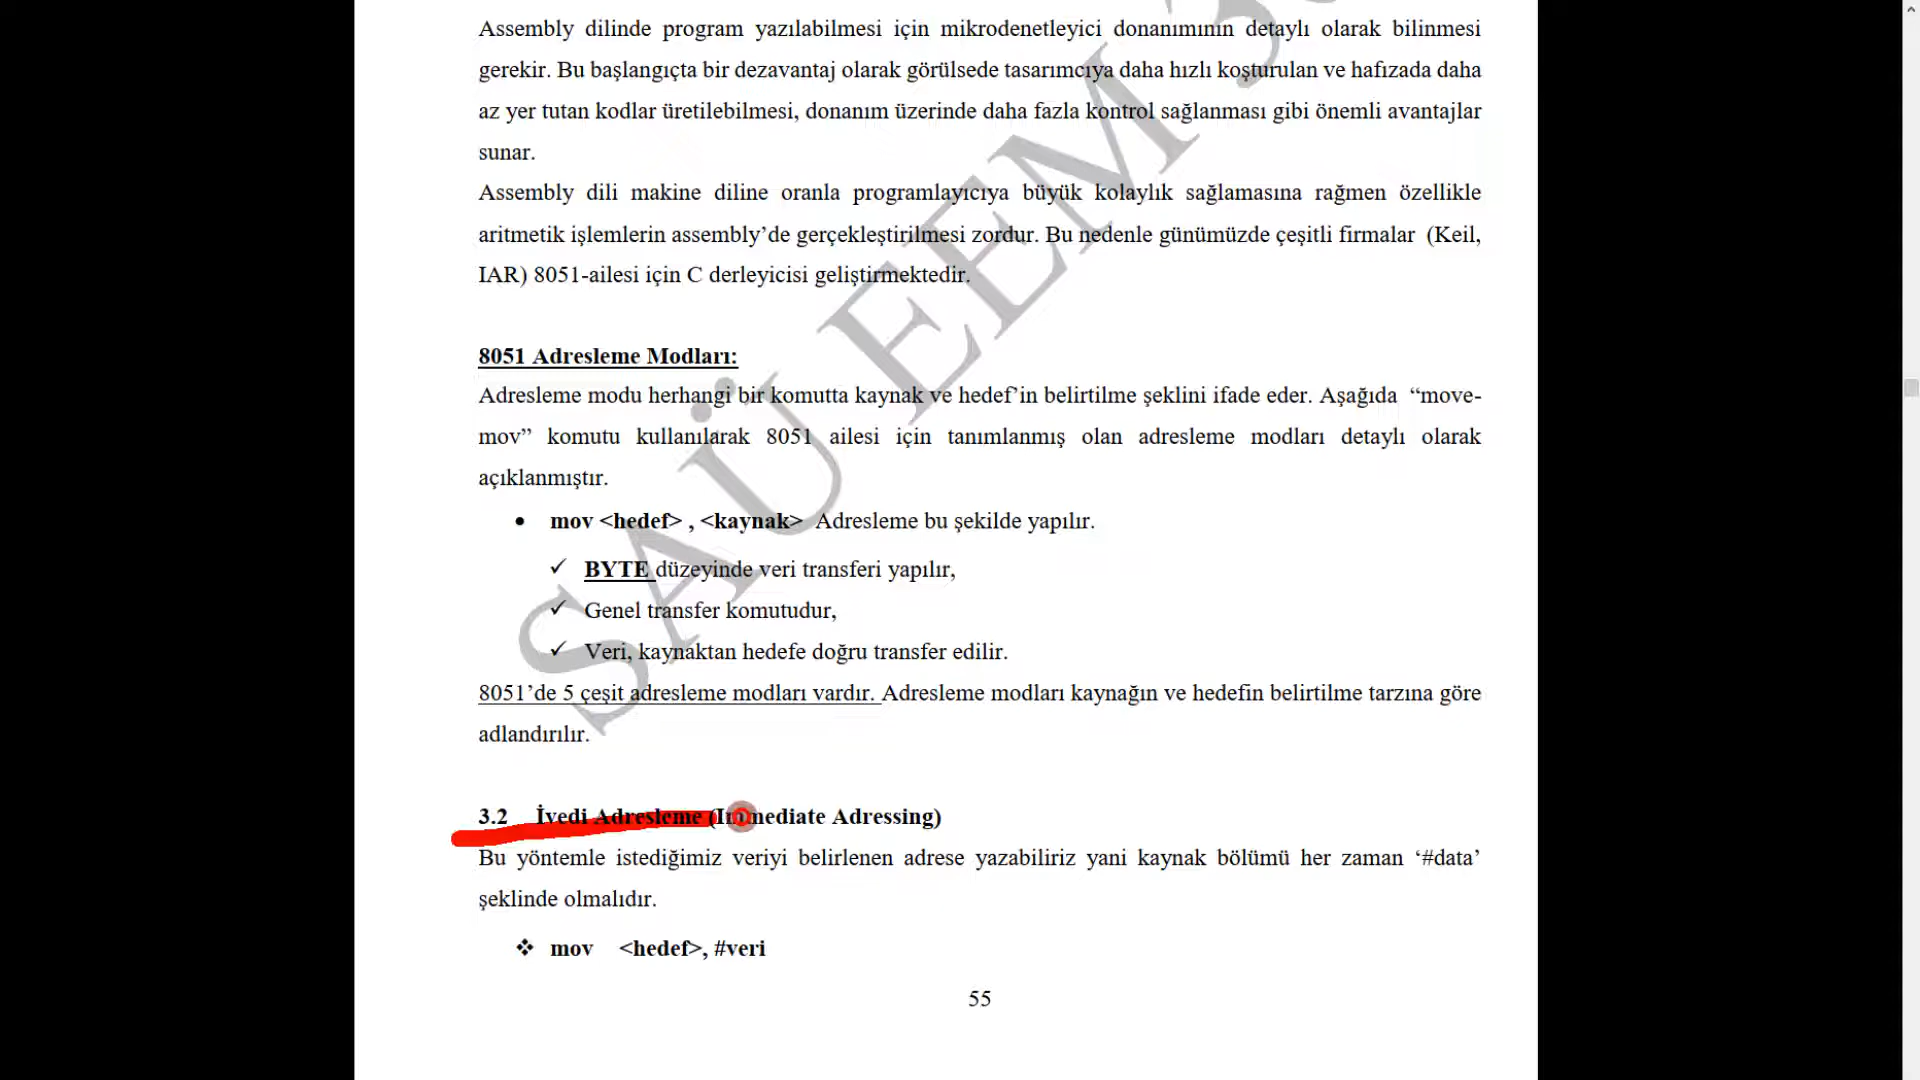 Assembly dilinde program yazılabilmesi için mikrodenetleyici donanımının detaylı olarak bilinmesi
gerekir. Bu başlangıçta bir dezavantaj olarak görülsede tasarımcıya daha hızlı koşturulan ve hafızada daha
az yer tutan kodlar üretilebilmesi, donanım üzerinde daha fazla kontrol sağlanması gibi önemli avantajlar
sunar.
Assembly dili makine diline oranla programlayıcıya büyük kolaylık sağlamasına rağmen özellikle
aritmetik işlemlerin assembly’de gerçekleştirilmesi zordur. Bu nedenle günümüzde çeşitli firmalar (Keil,
IAR) 8051-ailesi için C derleyicisi geliştirmektedir.
8051 Adresleme Modları:
Adresleme modu herhangi bir komutta kaynak ve hedef’in belirtilme şeklini ifade eder. Aşağıda “move-
mov” komutu kullanılarak 8051 ailesi için tanımlanmış olan adresleme modları detaylı olarak
açıklanmıştır.
• mov <hedef> , <kaynak> Adresleme bu şekilde yapılır.
✓ BYTE düzeyinde veri transferi yapılır,
✓ Genel transfer komutudur,
✓ Veri, kaynaktan hedefe doğru transfer edilir.
8051’de 5 çeşit adresleme modları vardır. Adresleme modları kaynağın ve hedefin belirtilme tarzına göre
adlandırılır.
3.2 İvedi Adresleme (Immediate Adressing)
Bu yöntemle istediğimiz veriyi belirlenen adrese yazabiliriz yani kaynak bölümü her zaman ‘#data’
şeklinde olmalıdır.
❖ mov <hedef>, #veri
55
SAÜ EEM